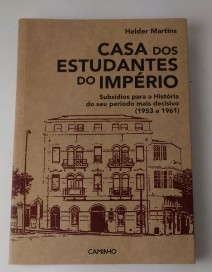 Helder Martins
CASA DOS
ESTUDANTES
DO IMPÉRIO
Subsídios para a História
do seu período mais decisivo
(1953 a 1961)
CAMINHO